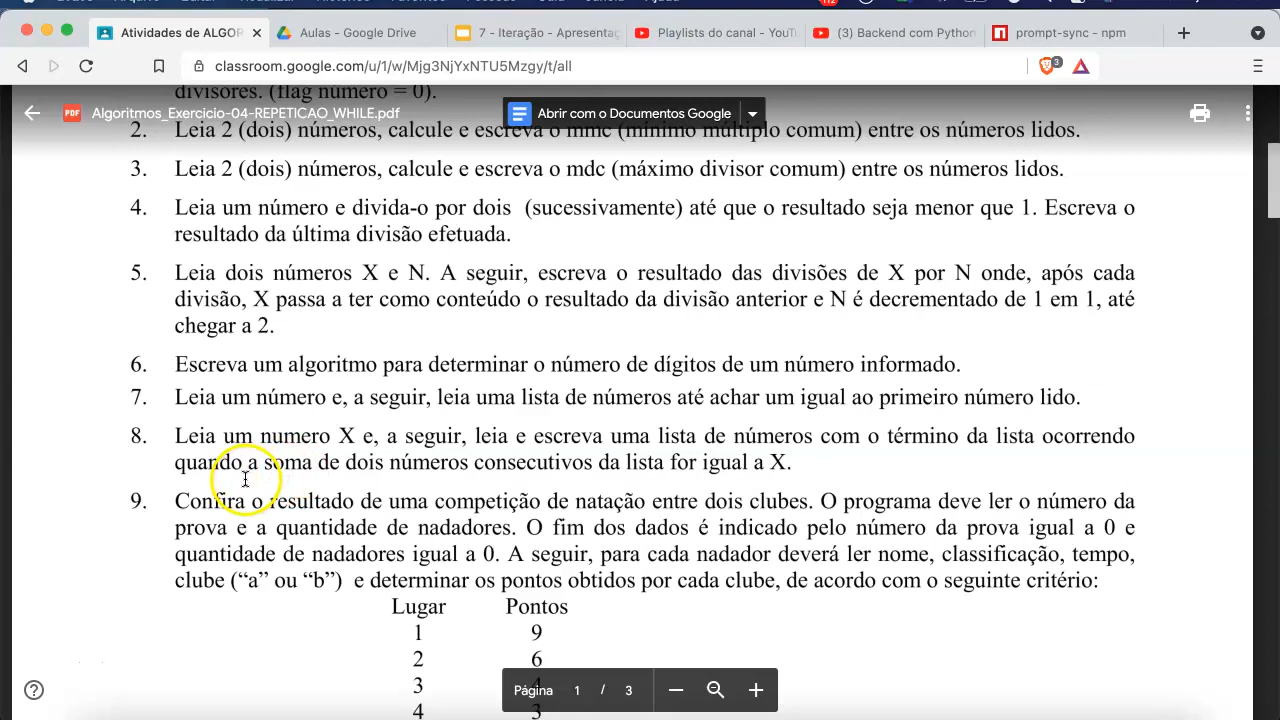 112
Atividades de ALGOR
Aulas - Google Drive
7 - Iteração - Apresentaç
Playlists do canal - YouTu
(3) Backend com Python
prompt-sync - npm
classroom.google.com/u/1/w/Mjg3NjYxNTU5Mzgy/t/all
3
divisores. (flag número = 0).
PDF
Algoritmos_Exercicio-04-REPETICAO_WHILE.pdf
Abrir com o Documentos Google
2. Leia 2 (dois) números, calcule e escreva o mmc (mínimo múltiplo comum) entre os números lidos.
3. Leia 2 (dois) números, calcule e escreva o mdc (máximo divisor comum) entre os números lidos.
4. Leia um número e divida-o por dois (sucessivamente) até que o resultado seja menor que 1. Escreva o
resultado da última divisão efetuada.
5. Leia dois números X e N. A seguir, escreva o resultado das divisões de X por N onde, após cada
divisão, X passa a ter como conteúdo o resultado da divisão anterior e N é decrementado de 1 em 1, até
chegar a 2.
6. Escreva um algoritmo para determinar o número de dígitos de um número informado.
7. Leia um número e, a seguir, leia uma lista de números até achar um igual ao primeiro número lido.
8. Leia um numero X e, a seguir, leia e escreva uma lista de números com o término da lista ocorrendo
quando a soma de dois números consecutivos da lista for igual a X.
9. Confira o resultado de uma competição de natação entre dois clubes. O programa deve ler o número da
prova e a quantidade de nadadores. O fim dos dados é indicado pelo número da prova igual a 0 e
quantidade de nadadores igual a 0. A seguir, para cada nadador deverá ler nome, classificação, tempo,
clube (“a” ou “b”) e determinar os pontos obtidos por cada clube, de acordo com o seguinte critério:
Lugar Pontos
1 9
2 6
3 4
4 3
Página 1 / 3